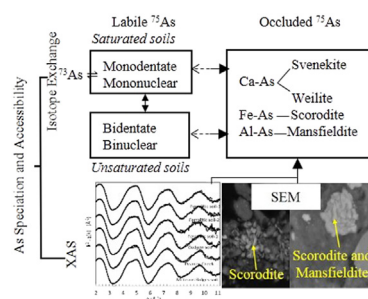 Labile ⁷⁵As
Occluded ⁷⁵As
Saturated soils
As Speciation and Accessibility
Isotope Exchange
⁷⁵As ⇌
Monodentate
Mononuclear
Bidentate
Binuclear
Unsaturated soils
Svenekite
Ca-As
Weilite
Fe-As — Scorodite
Al-As — Mansfieldite
XAS
SEM
Scorodite
Scorodite and
Mansfieldite
2 3 4 5 6 7 8 9 10 11